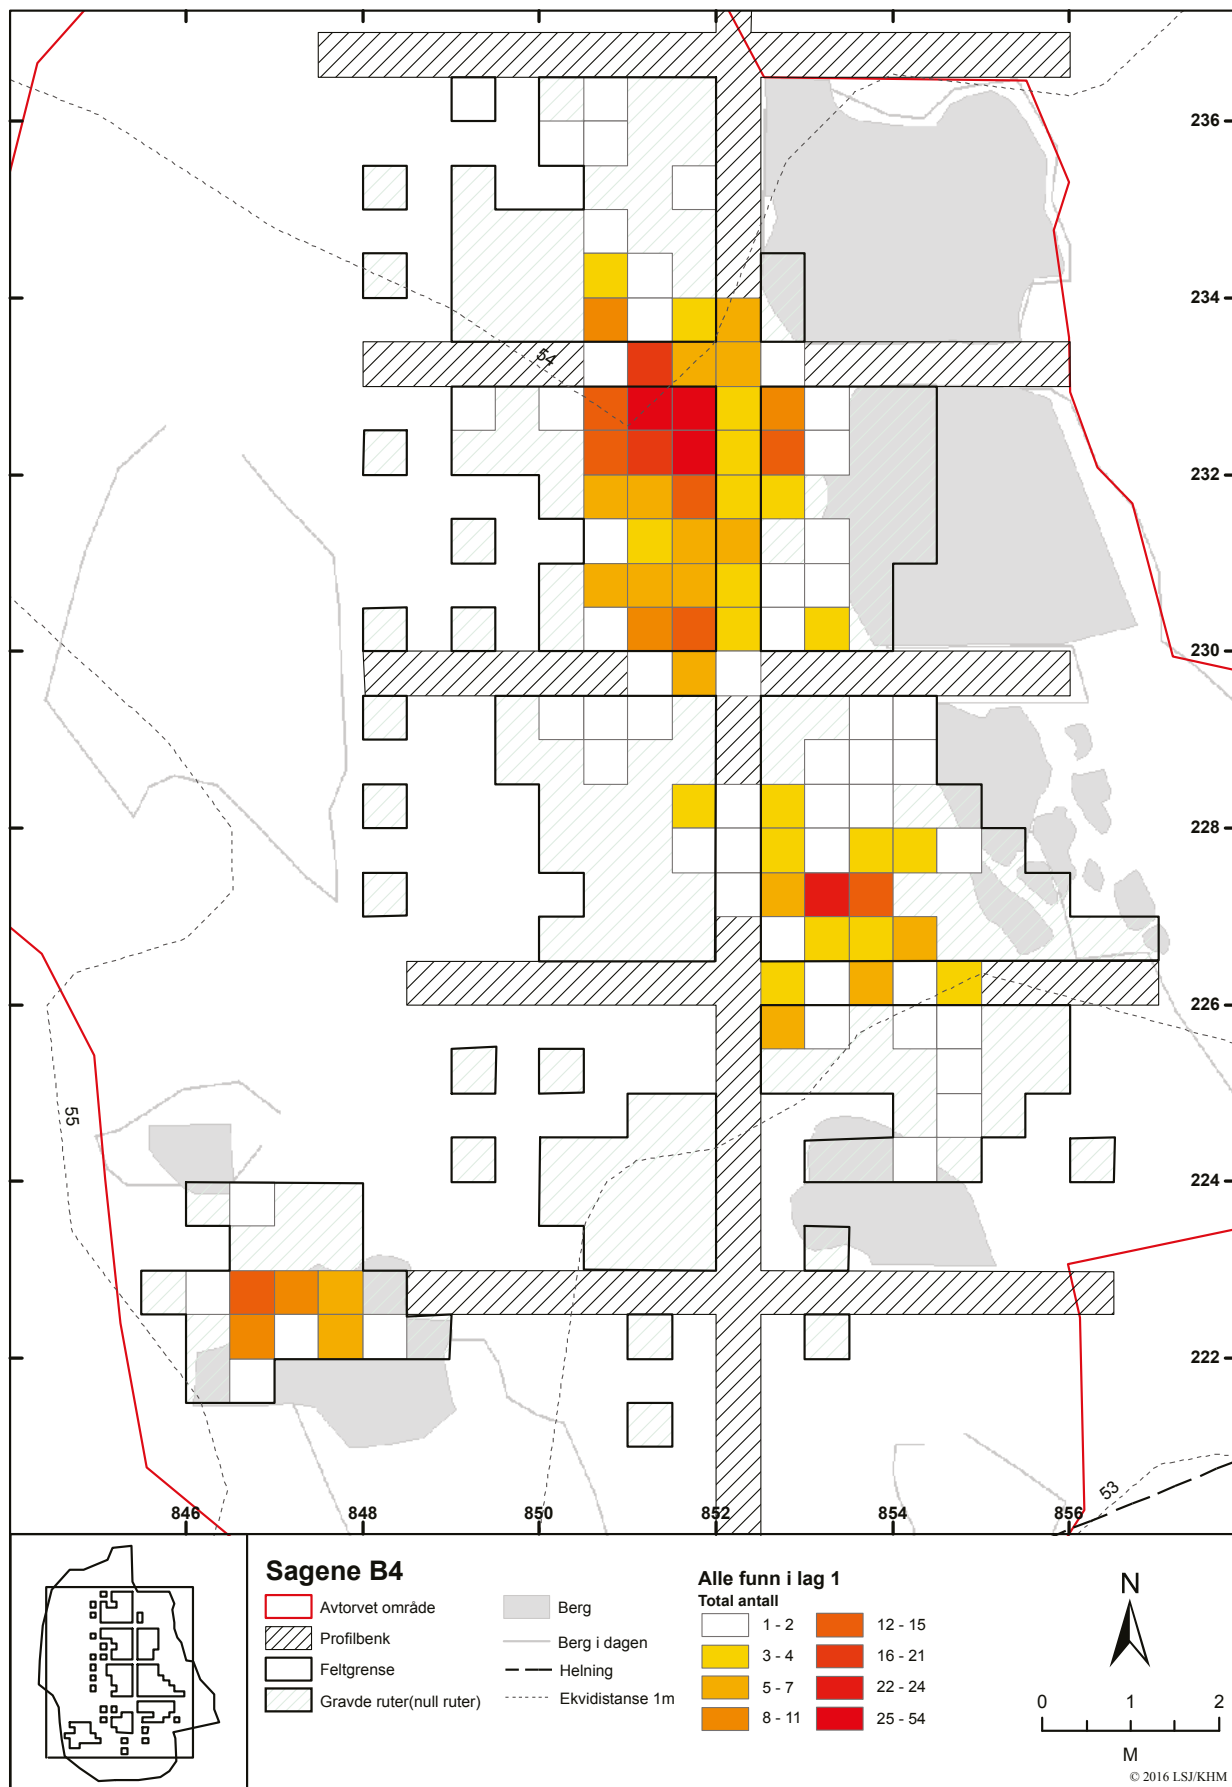 236
234
54
232
230
228
226
55
224
222
846
848
850
852
854
856
53
Sagene B4
Avtorvet område
Profilbenk
Feltgrense
Gravde ruter(null ruter)
Berg
Berg i dagen
Helning
Ekvidistanse 1m
Alle funn i lag 1
Total antall
1 - 2
3 - 4
5 - 7
8 - 11
12 - 15
16 - 21
22 - 24
25 - 54
N
0 1 2
M
© 2016 LSJ/KHM